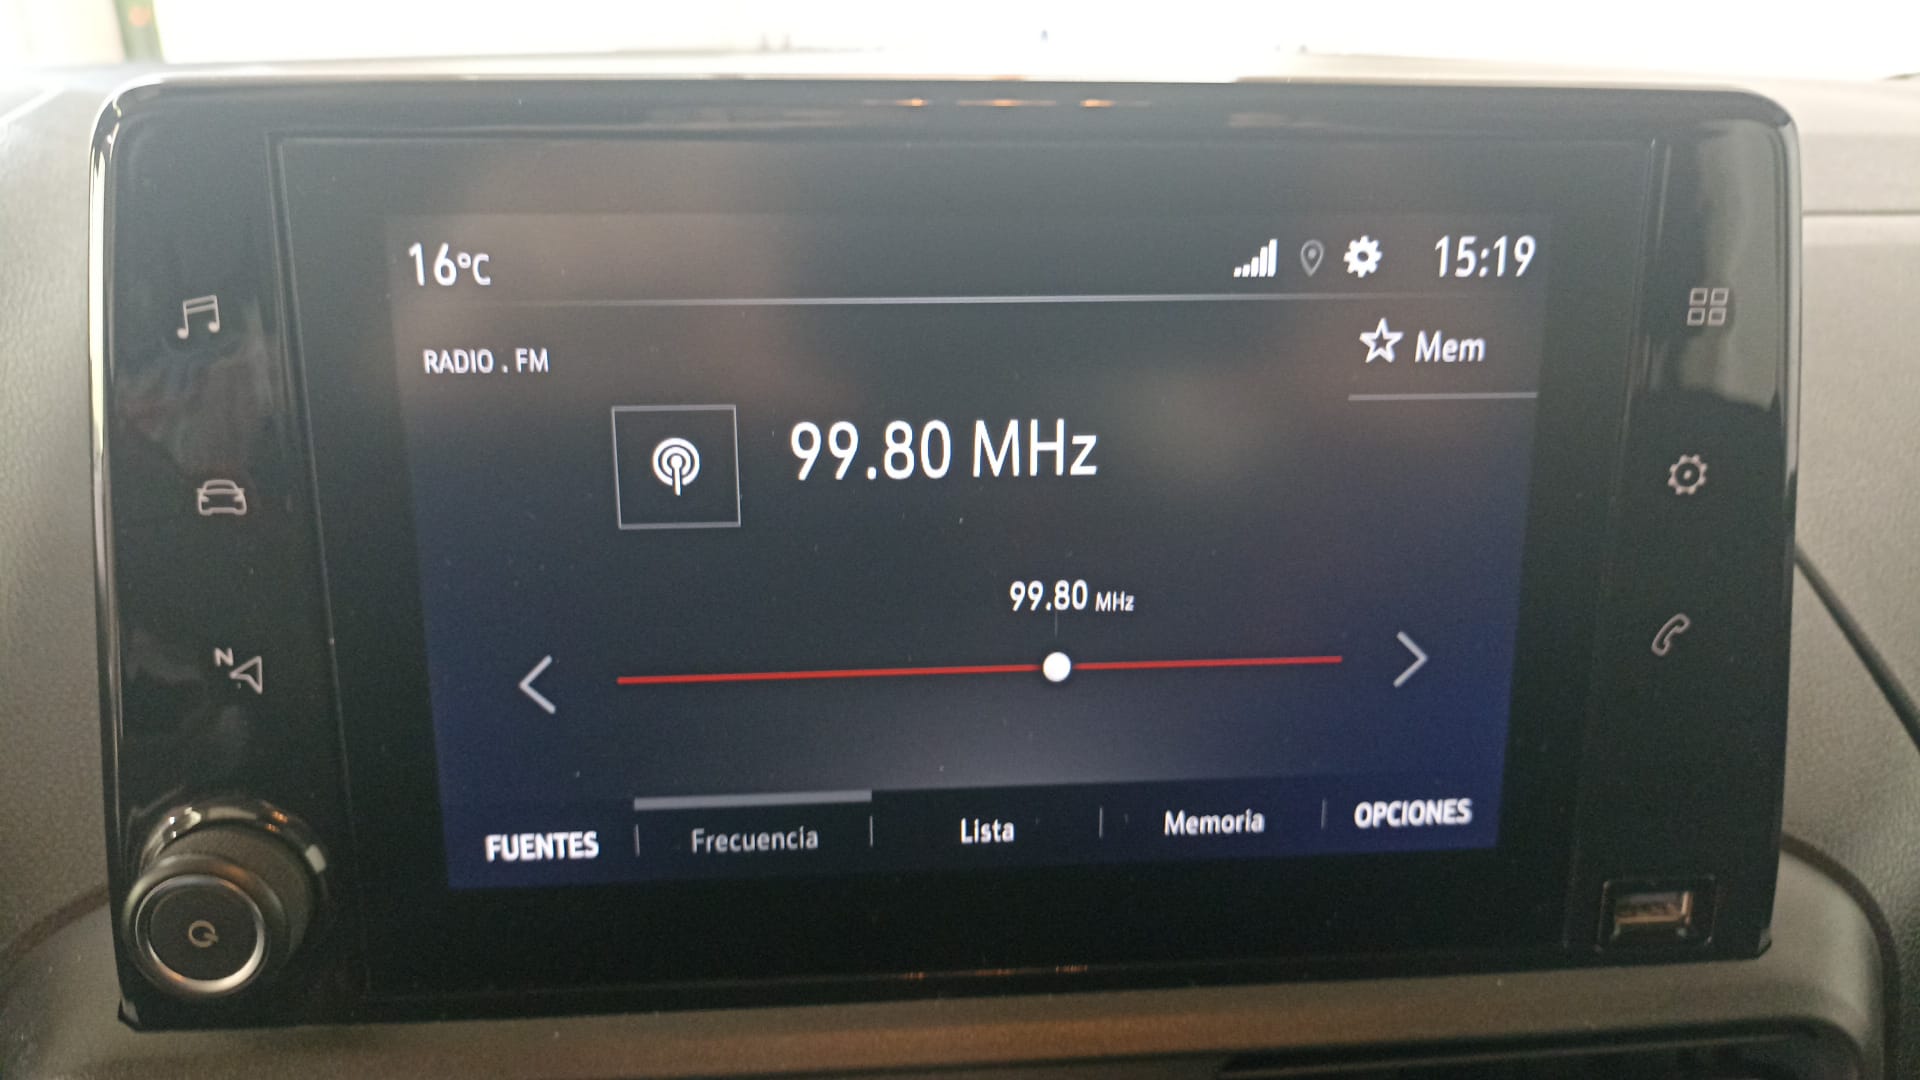 16°C 15:19
RADIO . FM
Mem
99.80 MHz
99.80 MHz
N
FUENTES Frecuencia Lista Memoria OPCIONES